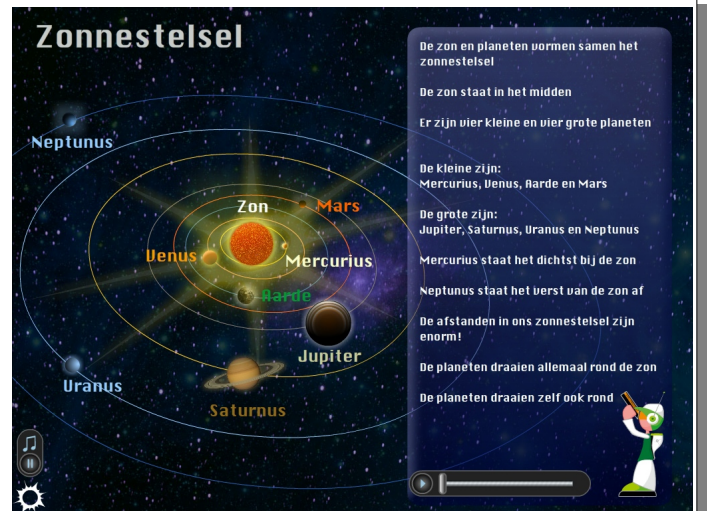 Zonnestelsel
De zon en planeten vormen samen het
zonnestelsel
De zon staat in het midden
Er zijn vier kleine en vier grote planeten
De kleine zijn:
Mercurius, Venus, Aarde en Mars
De grote zijn:
Jupiter, Saturnus, Uranus en Neptunus
Mercurius staat het dichtst bij de zon
Neptunus staat het verst van de zon af
De afstanden in ons zonnestelsel zijn
enorm!
De planeten draaien allemaal rond de zon
De planeten draaien zelf ook rond
Neptunus
Zon
Mars
Venus
Mercurius
Aarde
Jupiter
Uranus
Saturnus